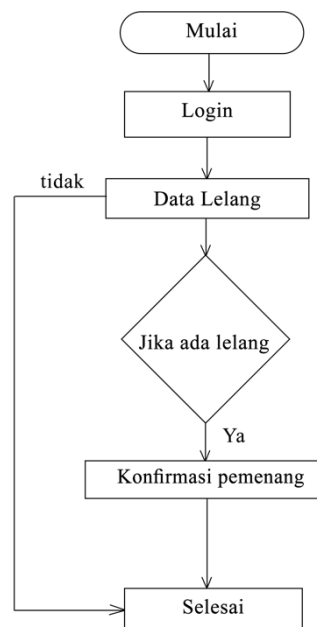 Mulai
Login
tidak
Data Lelang
Jika ada lelang
Ya
Konfirmasi pemenang
Selesai